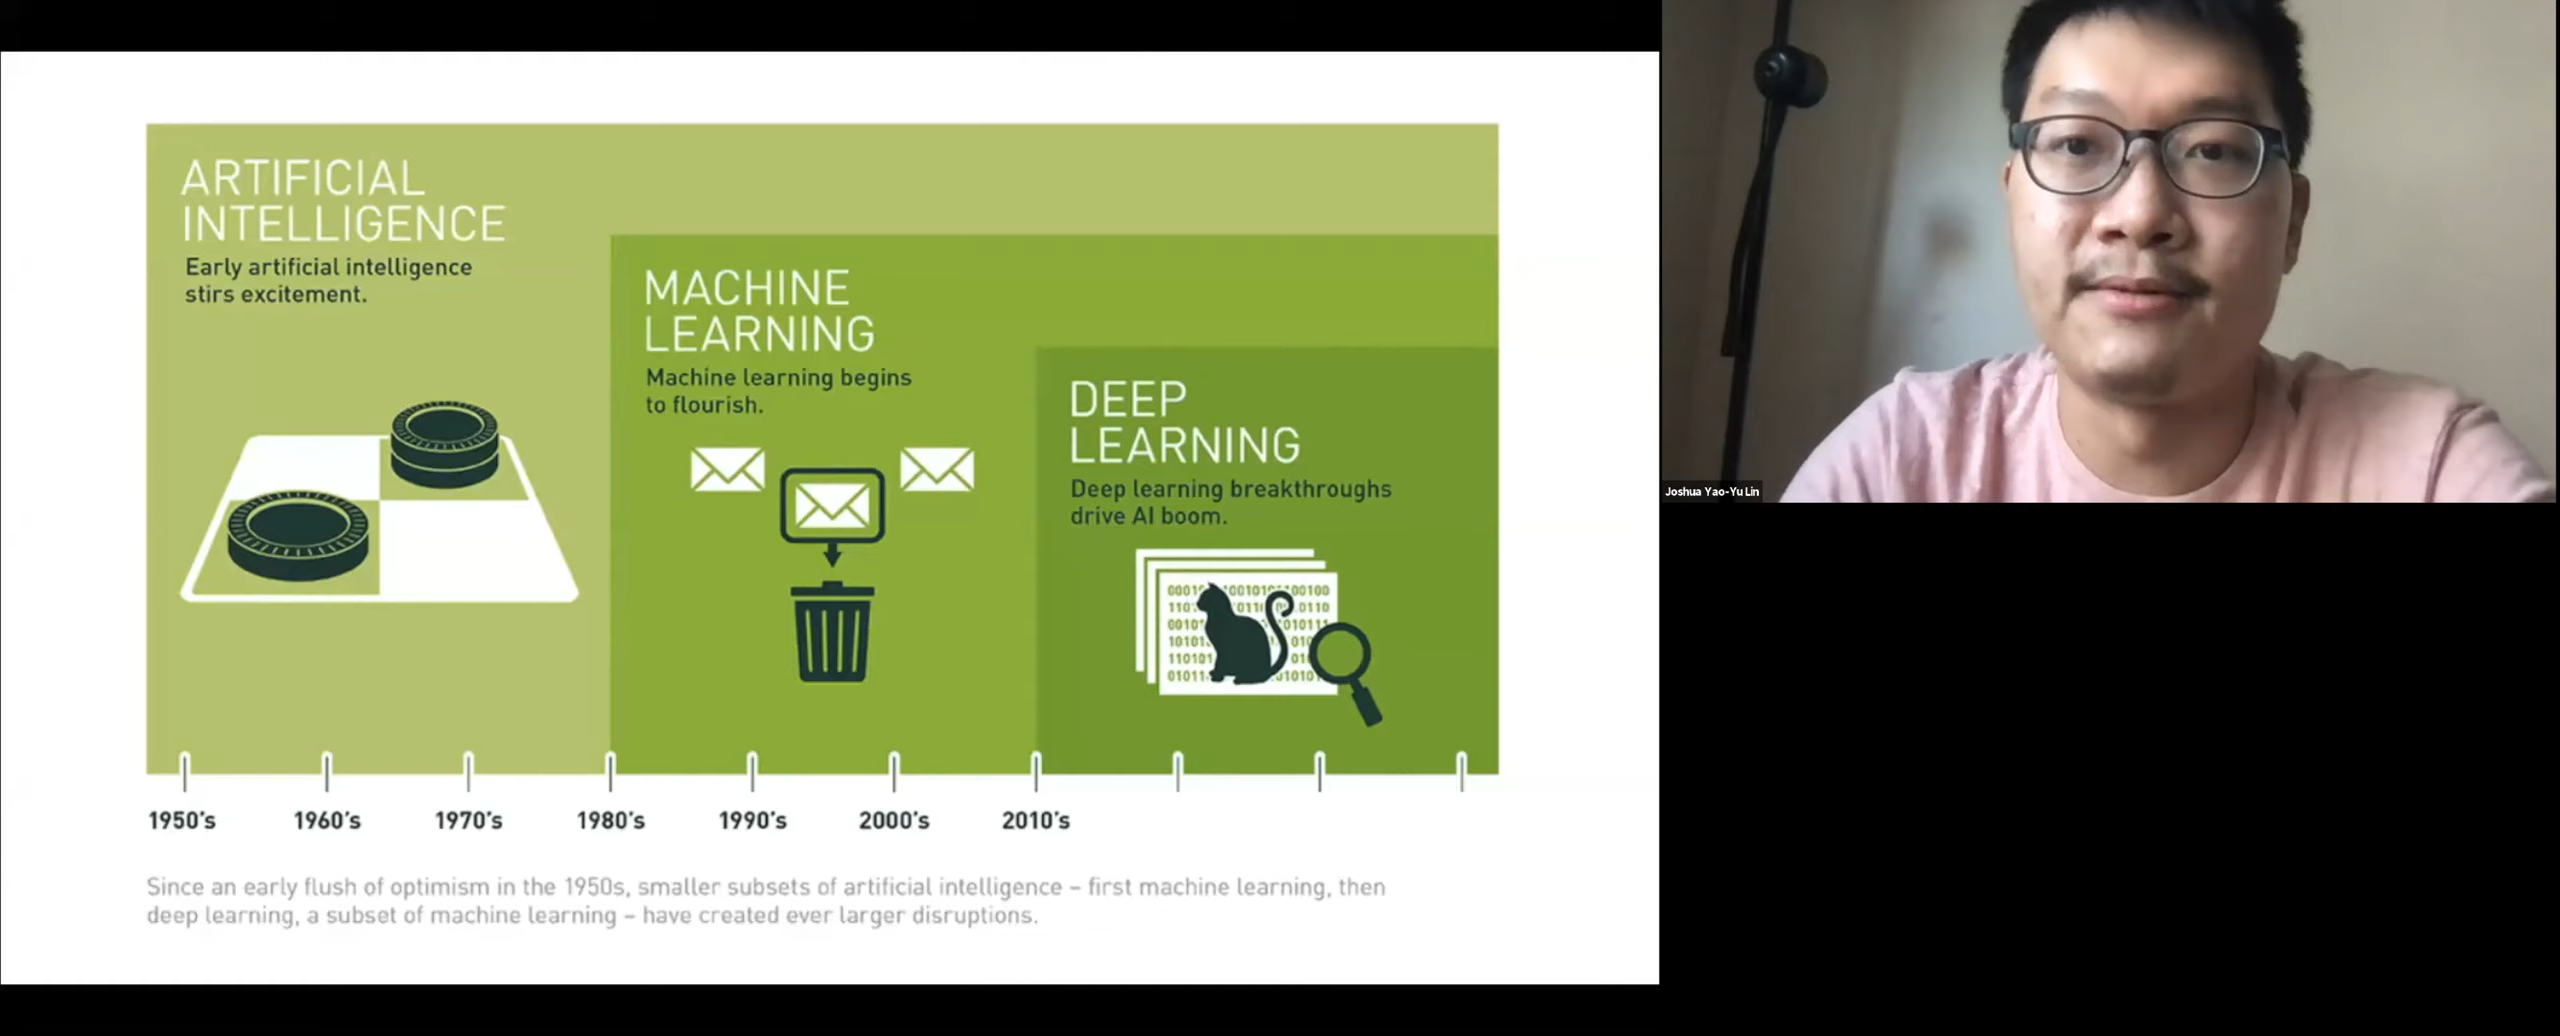 ARTIFICIAL
INTELLIGENCE
Early artificial intelligence
stirs excitement.
MACHINE
LEARNING
Machine learning begins
to flourish.
DEEP
LEARNING
Deep learning breakthroughs
drive AI boom.
1950's 1960's 1970's 1980's 1990's 2000's 2010's
Since an early flush of optimism in the 1950s, smaller subsets of artificial intelligence – first machine learning, then
deep learning, a subset of machine learning – have created ever larger disruptions.
Joshua Yao-Yu Lin